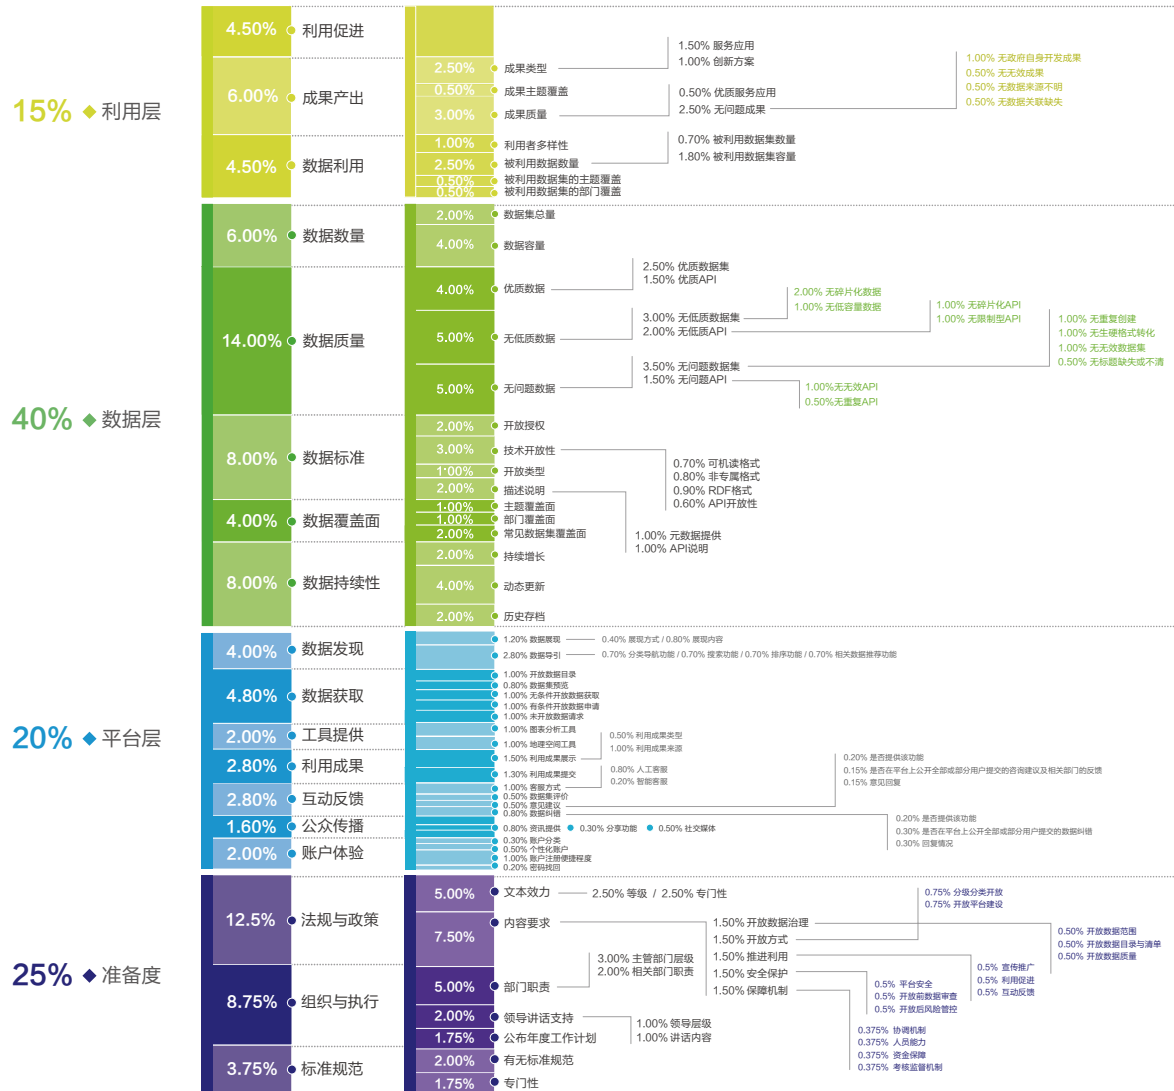 15% 利用层
4.50% 利用促进
6.00% 成果产出
2.50% 成果类型
1.50% 服务应用
1.00% 创新方案
0.50% 成果主题覆盖
3.00% 成果质量
0.50% 优质服务应用
2.50% 无问题成果
1.00% 无政府自身开发成果
0.50% 无无效成果
0.50% 无数据来源不明
0.50% 无数据关联缺失
4.50% 数据利用
1.00% 利用者多样性
2.50% 被利用数据数量
0.70% 被利用数据集数量
1.80% 被利用数据集容量
0.50% 被利用数据集的主题覆盖
0.50% 被利用数据集的部门覆盖
40% 数据层
6.00% 数据数量
2.00% 数据集总量
4.00% 数据容量
14.00% 数据质量
4.00% 优质数据
2.50% 优质数据集
1.50% 优质API
5.00% 无低质数据
3.00% 无低质数据集
2.00% 无低质API
2.00% 无碎片化数据
1.00% 无低容量数据
1.00% 无碎片化API
1.00% 无限制型API
5.00% 无问题数据
3.50% 无问题数据集
1.50% 无问题API
1.00% 无重复创建
1.00% 无生硬格式转化
1.00% 无无效数据集
0.50% 无标题缺失或不清
1.00%无无效API
0.50%无重复API
8.00% 数据标准
2.00% 开放授权
3.00% 技术开放性
0.70% 可机读格式
0.80% 非专属格式
0.90% RDF格式
0.60% API开放性
1.00% 开放类型
2.00% 描述说明
1.00% 元数据提供
1.00% API说明
4.00% 数据覆盖面
1.00% 主题覆盖面
1.00% 部门覆盖面
2.00% 常见数据集覆盖面
8.00% 数据持续性
2.00% 持续增长
4.00% 动态更新
2.00% 历史存档
20% 平台层
4.00% 数据发现
1.20% 数据展现
0.40% 展现方式 / 0.80% 展现内容
2.80% 数据导引
0.70% 分类导航功能 / 0.70% 搜索功能 / 0.70% 排序功能 / 0.70% 相关数据推荐功能
4.80% 数据获取
1.00% 开放数据目录
0.80% 数据集预览
1.00% 无条件开放数据获取
1.00% 有条件开放数据申请
1.00% 未开放数据请求
2.00% 工具提供
1.00% 图表分析工具
1.00% 地理空间工具
2.80% 利用成果
1.50% 利用成果展示
0.50% 利用成果类型
1.00% 利用成果来源
1.30% 利用成果提交
2.80% 互动反馈
1.00% 客服方式
0.80% 人工客服
0.20% 智能客服
0.50% 数据集评价
0.50% 意见建议
0.20% 是否提供该功能
0.15% 是否在平台上公开全部或部分用户提交的咨询建议及相关部门的反馈
0.15% 意见回复
0.80% 数据纠错
0.20% 是否提供该功能
0.30% 是否在平台上公开全部或部分用户提交的数据纠错
0.30% 回复情况
1.60% 公众传播
0.80% 资讯提供 0.30% 分享功能 0.50% 社交媒体
2.00% 账户体验
0.30% 账户分类
0.50% 个性化账户
1.00% 账户注册便捷程度
0.20% 密码找回
25% 准备度
12.5% 法规与政策
5.00% 文本效力
2.50% 等级 / 2.50% 专门性
7.50% 内容要求
1.50% 开放数据治理
1.50% 开放方式
1.50% 推进利用
1.50% 安全保护
1.50% 保障机制
0.75% 分级分类开放
0.75% 开放平台建设
0.50% 开放数据范围
0.50% 开放数据目录与清单
0.50% 开放数据质量
0.5% 宣传推广
0.5% 利用促进
0.5% 互动反馈
0.5% 平台安全
0.5% 开放前数据审查
0.5% 开放后风险管控
0.375% 协调机制
0.375% 人员能力
0.375% 资金保障
0.375% 考核监督机制
8.75% 组织与执行
5.00% 部门职责
3.00% 主管部门层级
2.00% 相关部门职责
2.00% 领导讲话支持
1.00% 领导层级
1.00% 讲话内容
1.75% 公布年度工作计划
3.75% 标准规范
2.00% 有无标准规范
1.75% 专门性